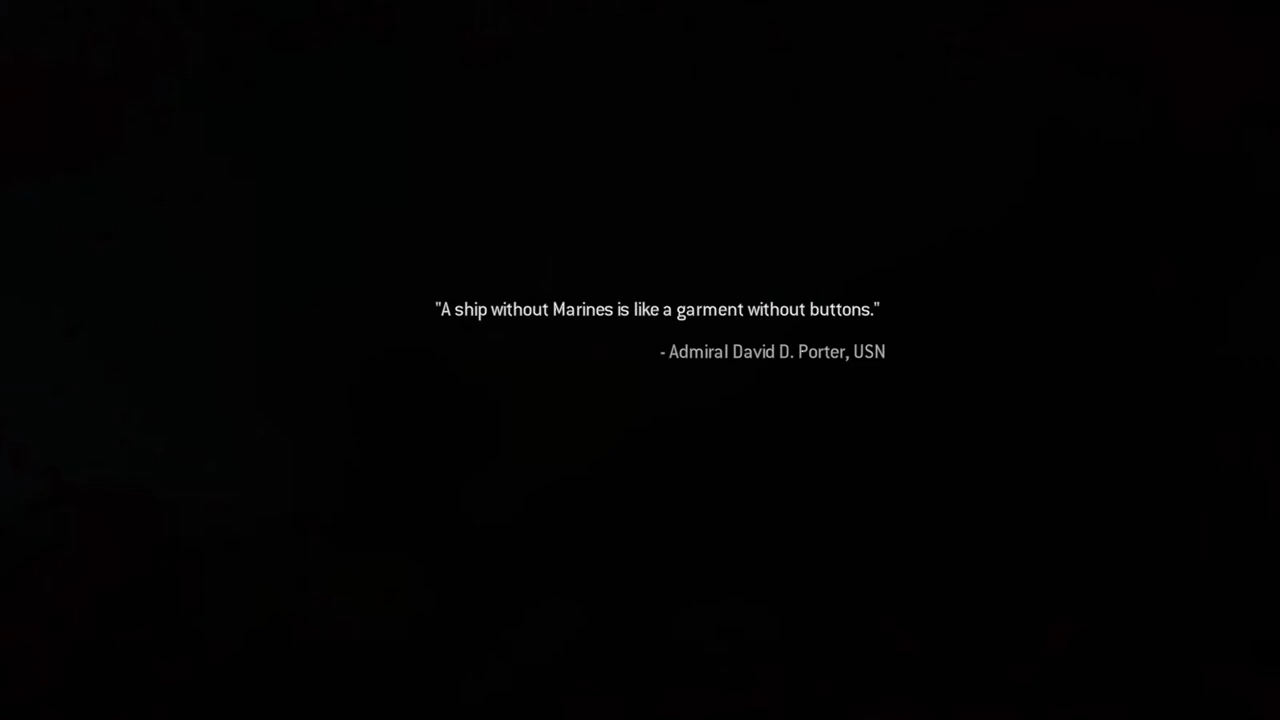 "A ship without Marines is like a garment without buttons."
- Admiral David D. Porter, USN